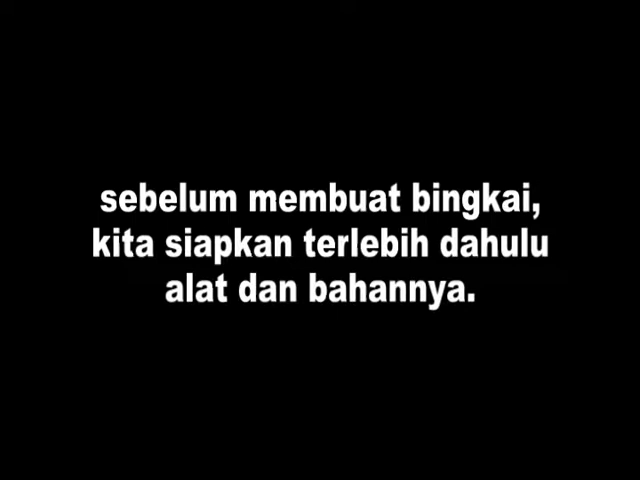 sebelum membuat bingkai,
kita siapkan terlebih dahulu
alat dan bahannya.